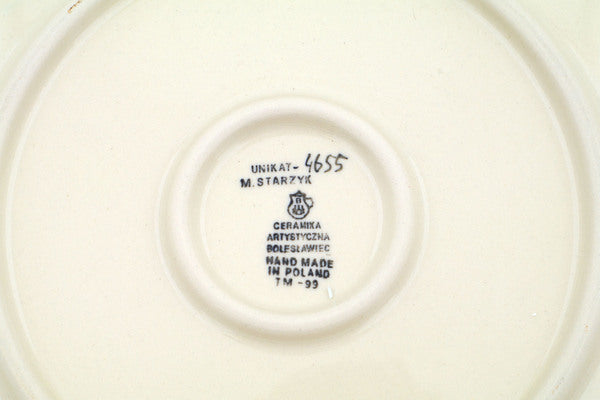 UNIKAT- 4655
M. STARZYK
CERAMIKA
ARTYSTYCZNA
BOLESŁAWIEC
HAND MADE
IN POLAND
TM -99